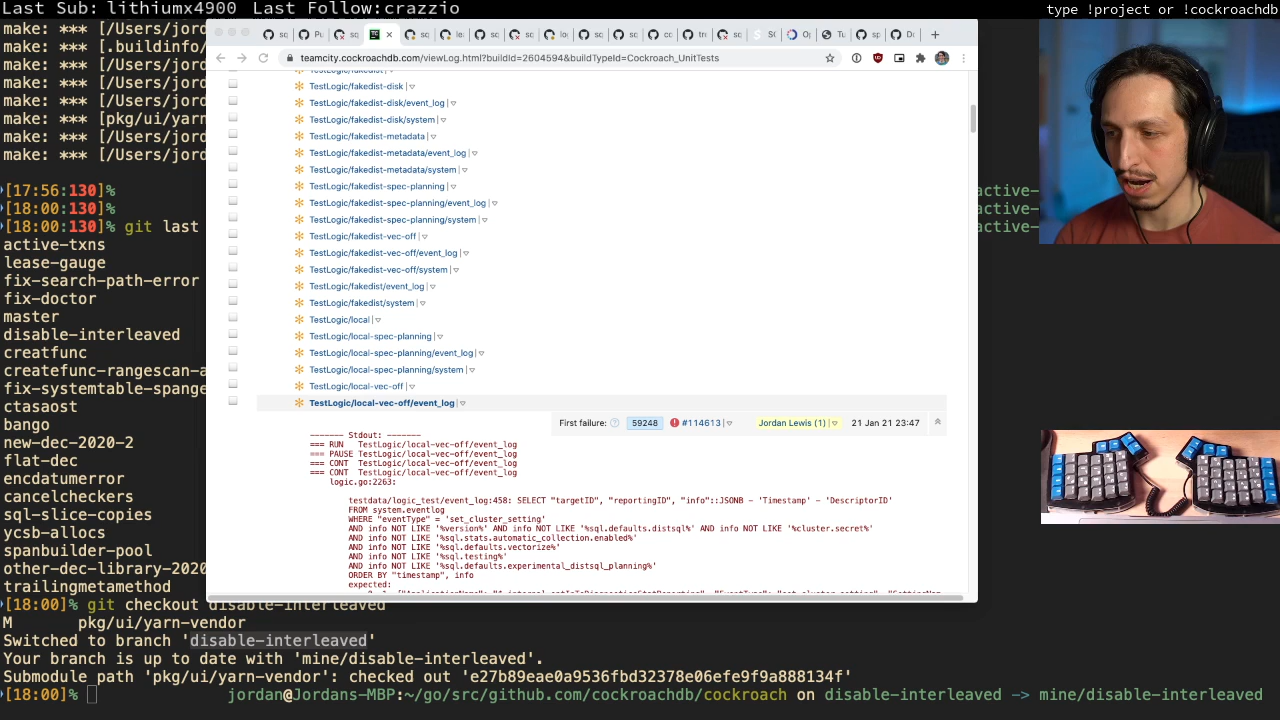 Last Sub: lithiumx4900  Last Follow:crazzio
type !project or !cockroachdb
make: *** [/Users/jor
make: *** [.buildinfo/
make: *** [/Users/jor
make: *** [/Users/jor
make: *** [/Users/jor
make: *** [pkg/ui/yarn
make: *** [/Users/jord
make: *** [/Users/jord
[17:56:130]%
active-
[18:00:130]%
active-
[18:00:130]% git last
active-
active-txns
lease-gauge
fix-search-path-error
fix-doctor
master
disable-interleaved
creatfunc
createfunc-rangescan-a
fix-systemtable-spange
ctasaost
bango
new-dec-2020-2
flat-cec
endatumerror
cancelcheckers
sql-slice-copies
ycsb-allocs
spanbuilder-pool
other-dec-library-2020
trailingmetamethod
[18:00]% git checkout disable-interleaved
M       pkg/ui/yarn-vendor
Switched to branch 'disable-interleaved'
Your branch is up to date with 'mine/disable-interleaved'.
Submodule path 'pkg/ui/yarn-vendor': checked out 'e27b89eae0a9536fbd32378e06efe9f9a888134f'
[18:00]%
jordan@Jordans-MBP:~/go/src/github.com/cockroachdb/cockroach on disable-interleaved -> mine/disable-interleaved
teamcity.cockroachdb.com/viewLog.html?buildId=2604594&buildTypeId=Cockroach_UnitTests
TestLogic/fakedist
TestLogic/fakedist-disk
TestLogic/fakedist-disk/event_log
TestLogic/fakedist-disk/system
TestLogic/fakedist-metadata
TestLogic/fakedist-metadata/event_log
TestLogic/fakedist-metadata/system
TestLogic/fakedist-spec-planning
TestLogic/fakedist-spec-planning/event_log
TestLogic/fakedist-spec-planning/system
TestLogic/fakedist-vec-off
TestLogic/fakedist-vec-off/event_log
TestLogic/fakedist-vec-off/system
TestLogic/fakedist/event_log
TestLogic/fakedist/system
TestLogic/local
TestLogic/local-spec-planning
TestLogic/local-spec-planning/event_log
TestLogic/local-spec-planning/system
TestLogic/local-vec-off
TestLogic/local-vec-off/event_log
First failure: 59248 #114613 Jordan Lewis (1) 21 Jan 21 23:47
------- Stdout: -------
=== RUN   TestLogic/local-vec-off/event_log
=== PAUSE TestLogic/local-vec-off/event_log
=== CONT  TestLogic/local-vec-off/event_log
=== CONT  TestLogic/local-vec-off/event_log
logic.go:2263:
testdata/logic_test/event_log:458: SELECT "targetID", "reportingID", "info"::JSONB - 'Timestamp' - 'DescriptorID'
FROM system.eventlog
WHERE "eventType" = 'set_cluster_setting'
AND info NOT LIKE '%version%' AND info NOT LIKE '%sql.defaults.distsql%' AND info NOT LIKE '%cluster.secret%'
AND info NOT LIKE '%sql.stats.automatic_collection.enabled%'
AND info NOT LIKE '%sql.defaults.vectorize%'
AND info NOT LIKE '%sql.testing%'
AND info NOT LIKE '%sql.defaults.experimental_distsql_planning%'
ORDER BY "timestamp", info
expected: